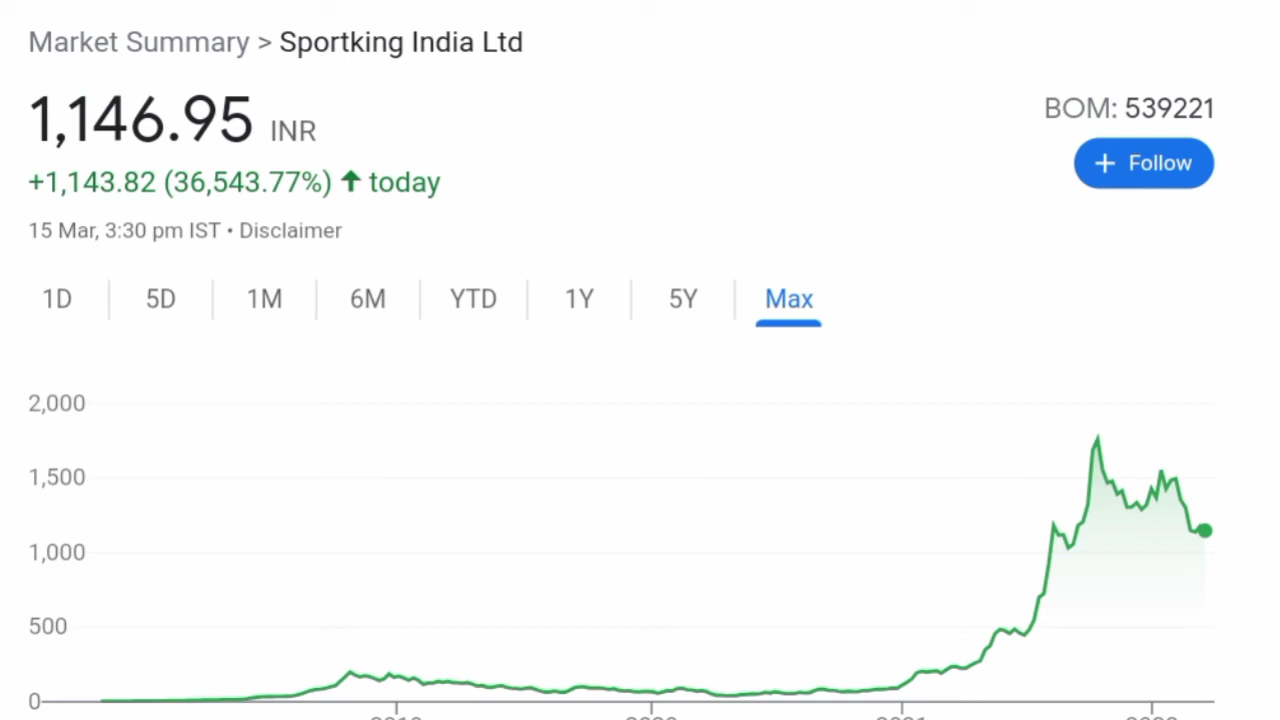 Market Summary > Sportking India Ltd
1,146.95 INR
BOM: 539221
+1,143.82 (36,543.77%) ↑ today
+ Follow
15 Mar, 3:30 pm IST • Disclaimer
1D 5D 1M 6M YTD 1Y 5Y Max
2,000
1,500
1,000
500
0